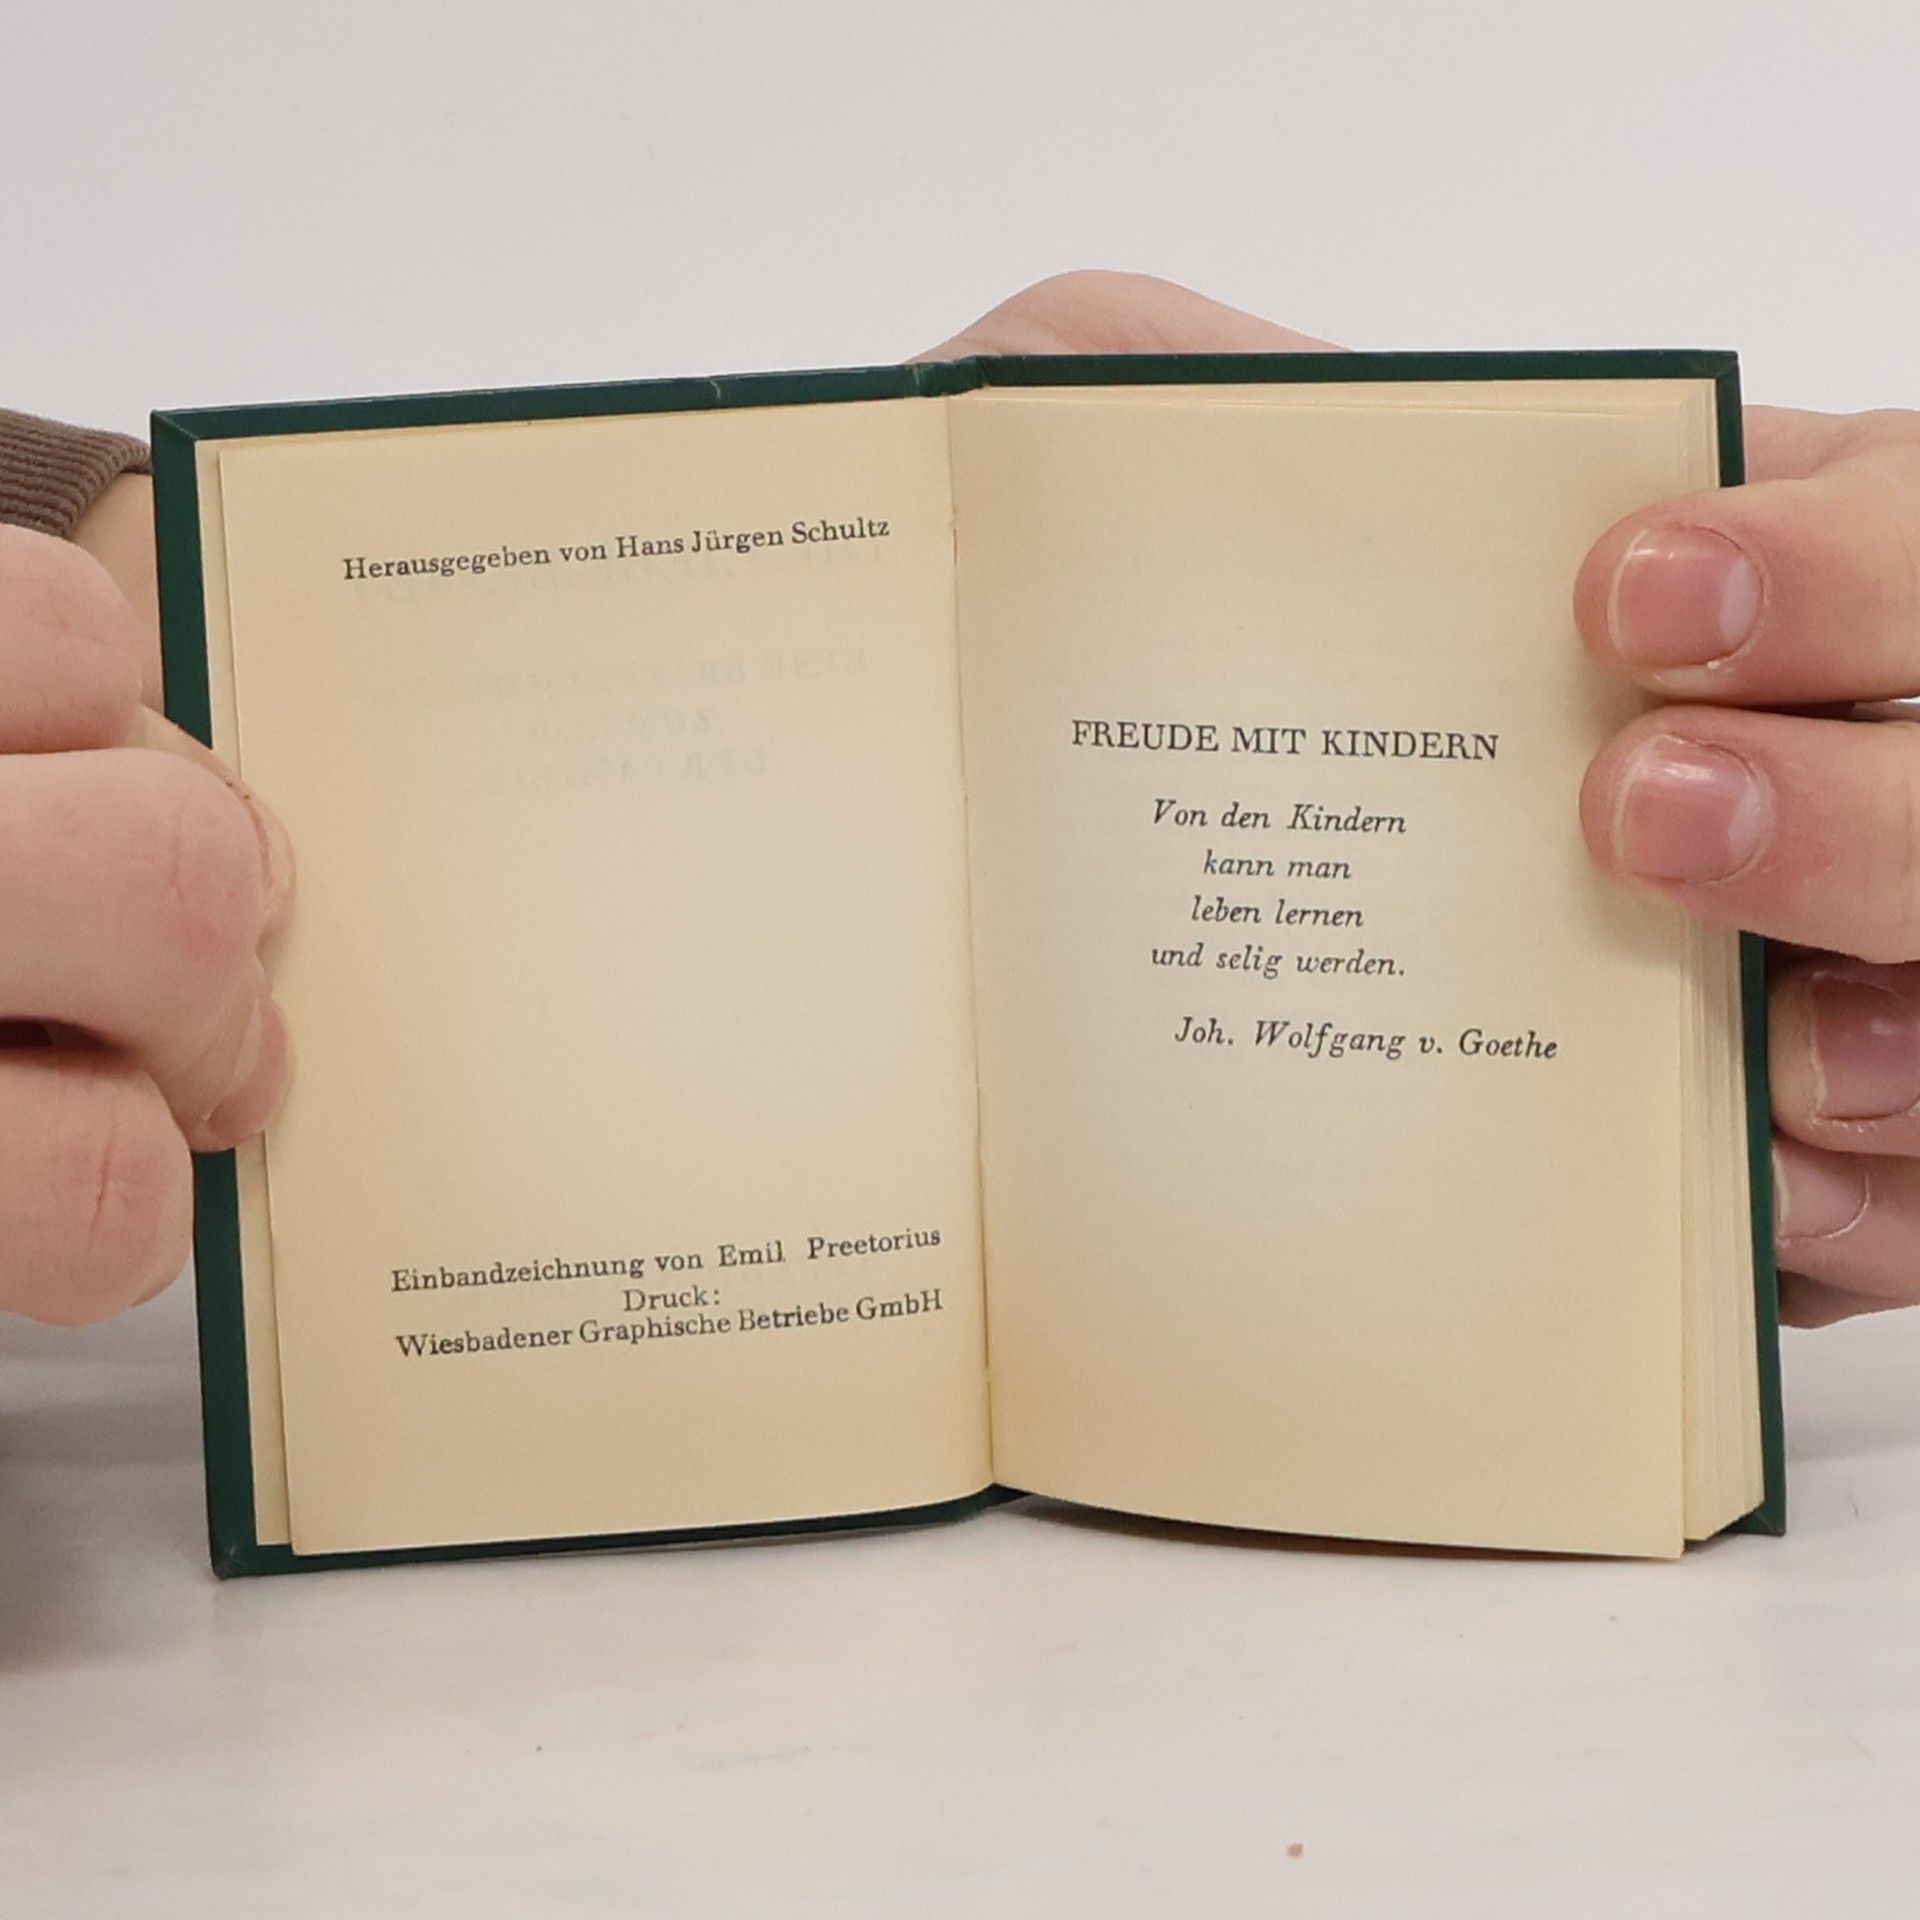 Herausgegeben von Hans Jürgen Schultz
Einbandzeichnung von Emil Preetorius
Druck:
Wiesbadener Graphische Betriebe GmbH
FREUDE MIT KINDERN
Von den Kindern
kann man
leben lernen
und selig werden.
Joh. Wolfgang v. Goethe